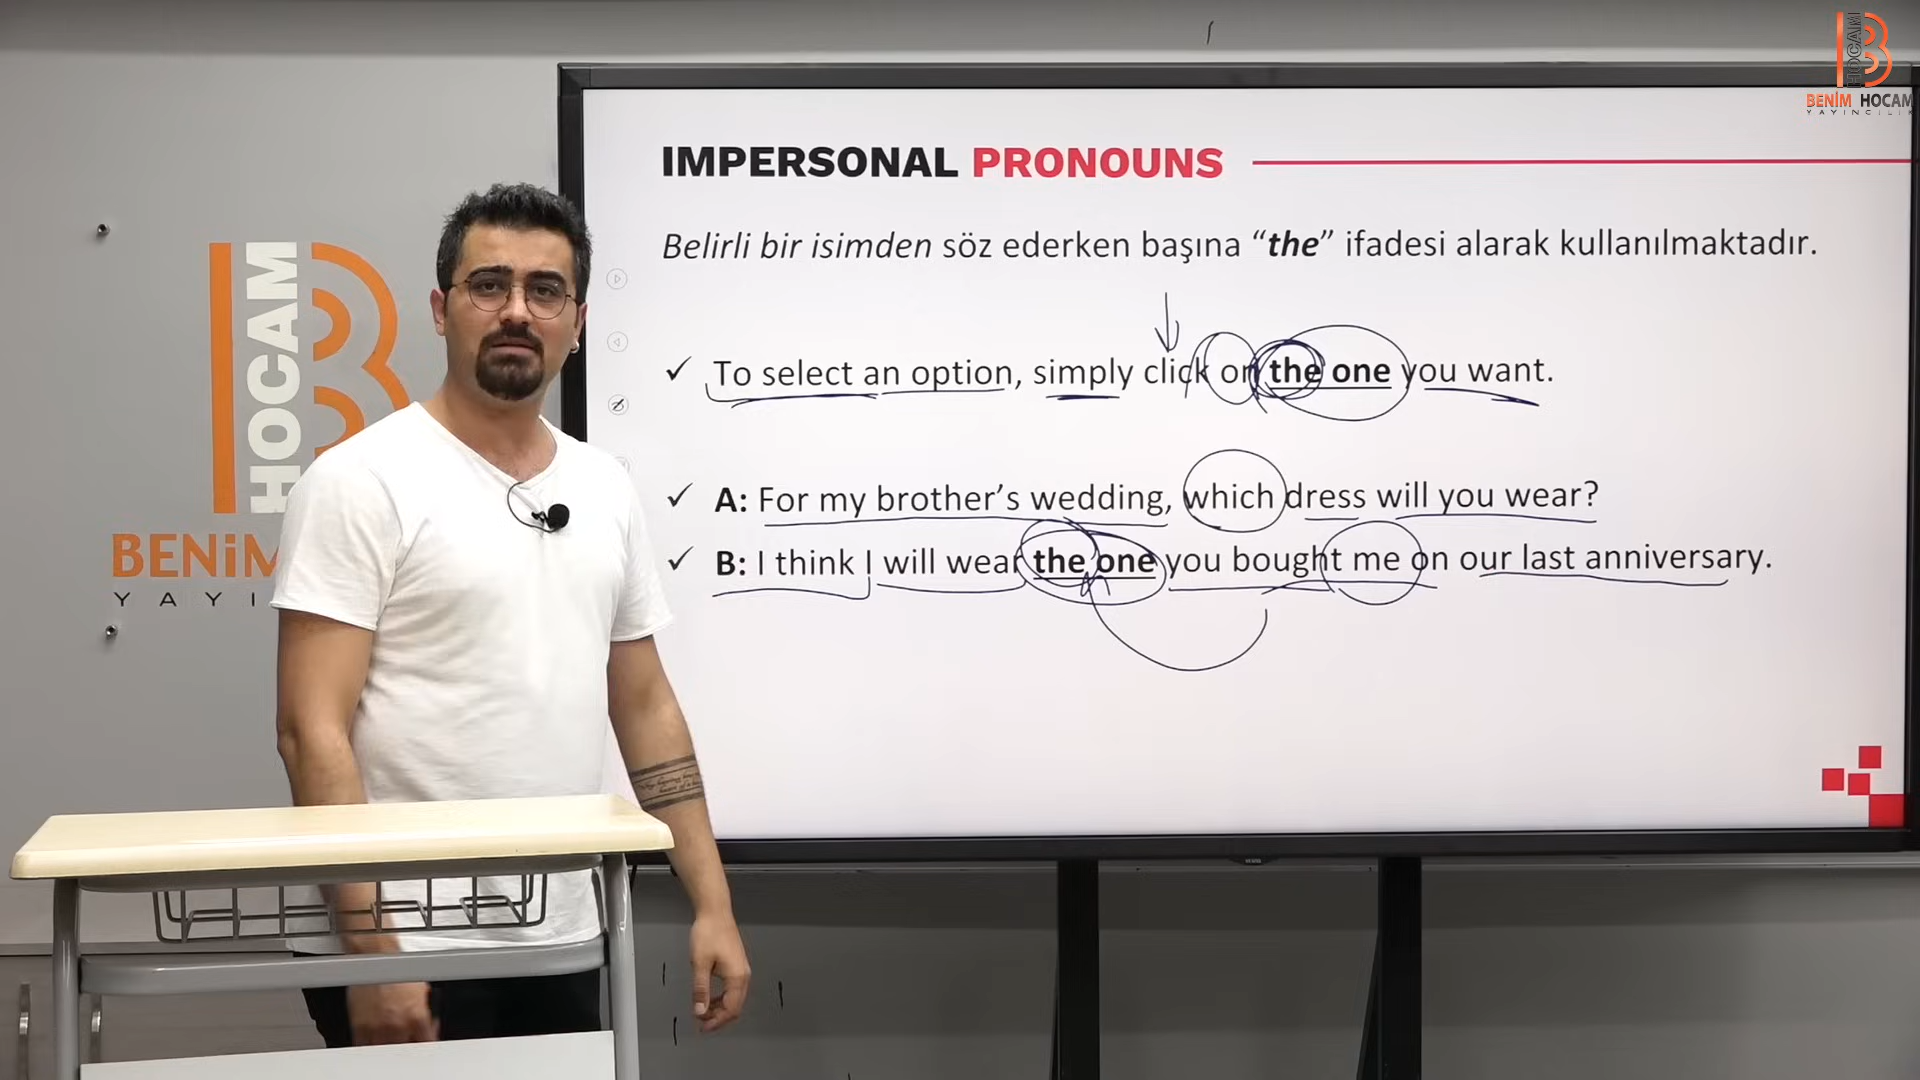 HOCAM
BENİM HOCAM
YAYINCILIK
IMPERSONAL PRONOUNS
Belirli bir isimden söz ederken başına “the” ifadesi alarak kullanılmaktadır.
✓ To select an option, simply click on the one you want.
✓ A: For my brother’s wedding, which dress will you wear?
✓ B: I think I will wear the one you bought me on our last anniversary.
HOCAM
BENiM